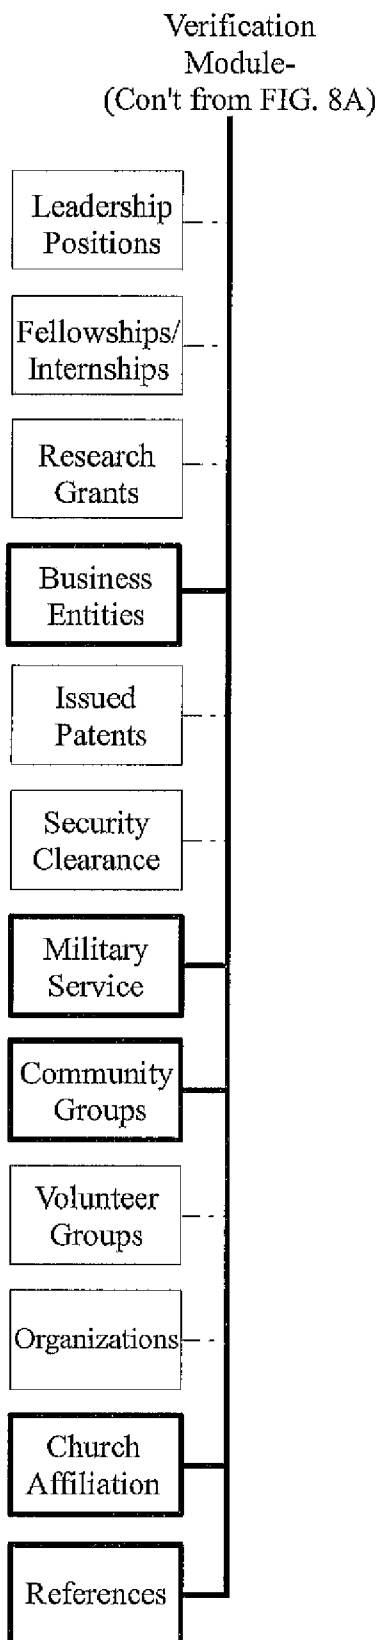 Verification
Module-
(Con't from FIG. 8A)
Leadership
Positions
Fellowships/
Internships
Research
Grants
Business
Entities
Issued
Patents
Security
Clearance
Military
Service
Community
Groups
Volunteer
Groups
Organizations
Church
Affiliation
References